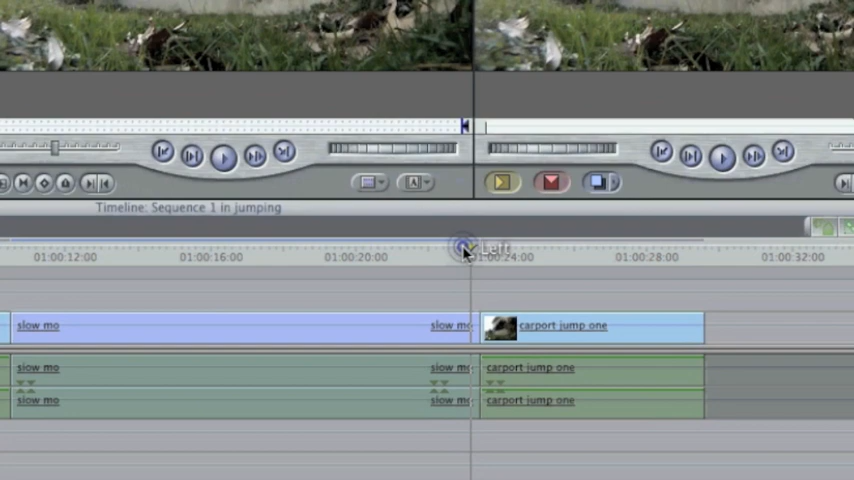 A
Timeline: Sequence 1 in jumping
Left
01:00:12:00 01:00:16:00 01:00:20:00 01:00:24:00 01:00:28:00 01:00:32:00
slow mo slow mo carport jump one
slow mo slow mo carport jump one
slow mo slow mo carport jump one